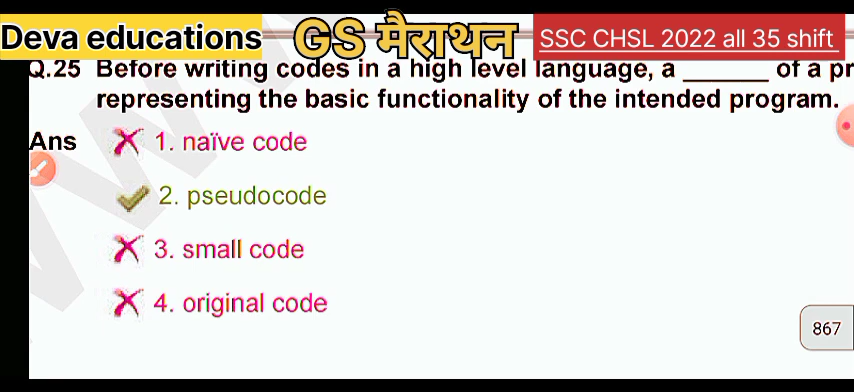 Deva educations GS मैराथन SSC CHSL 2022 all 35 shift
Q.25 Before writing codes in a high level language, a ______ of a pr
representing the basic functionality of the intended program.
Ans 1. naïve code
2. pseudocode
3. small code
4. original code
867